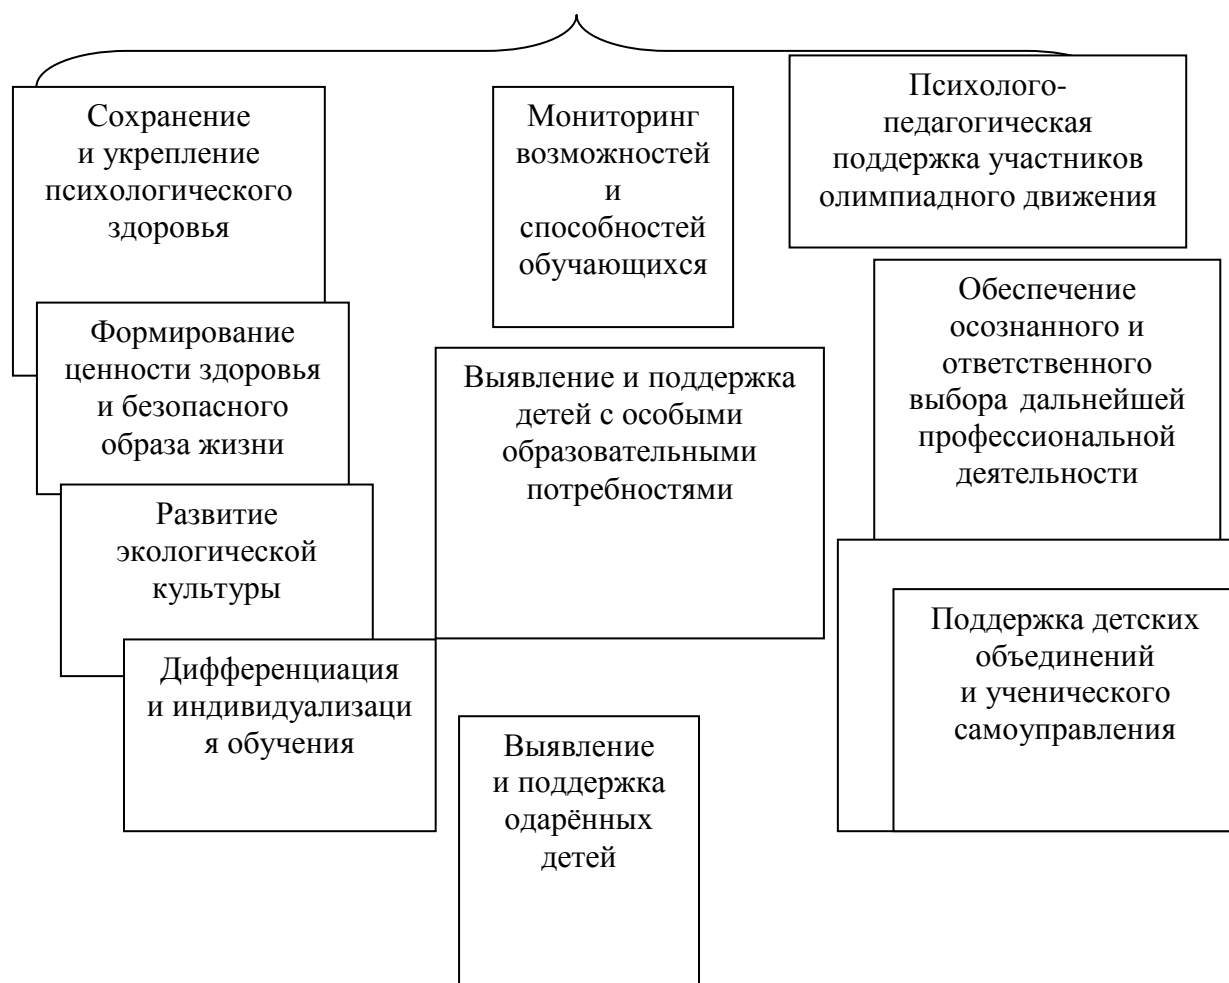 Сохранение
и укрепление
психологического
здоровья
Формирование
ценности здоровья
и безопасного
образа жизни
Развитие
экологической
культуры
Дифференциация
и индивидуализаци
я обучения
Мониторинг
возможностей
и
способностей
обучающихся
Выявление и поддержка
детей с особыми
образовательными
потребностями
Выявление
и поддержка
одарённых
детей
Психолого-
педагогическая
поддержка участников
олимпиадного движения
Обеспечение
осознанного и
ответственного
выбора дальнейшей
профессиональной
деятельности
Поддержка детских
объединений
и ученического
самоуправления